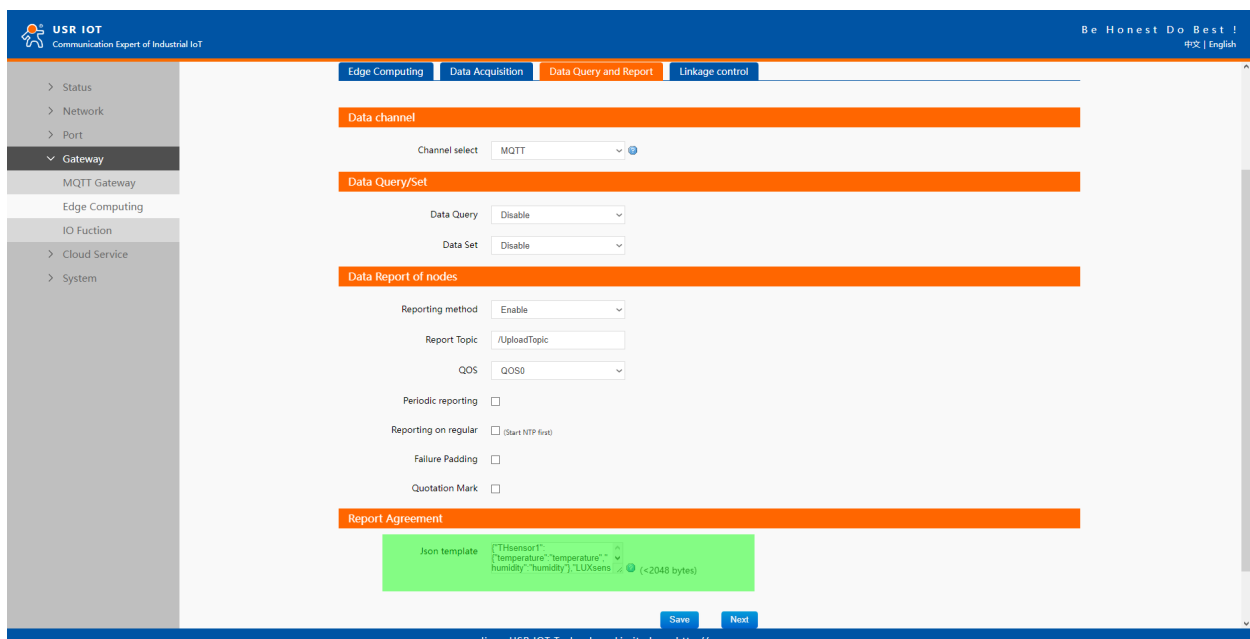 USR IOT
Communication Expert of Industrial IoT
Be Honest Do Best !
中文 | English
Status
Network
Port
Gateway
MQTT Gateway
Edge Computing
IO Fuction
Cloud Service
System
Edge Computing Data Acquisition Data Query and Report Linkage control
Data channel
Channel select MQTT
Data Query/Set
Data Query Disable
Data Set Disable
Data Report of nodes
Reporting method Enable
Report Topic /UploadTopic
QOS QOS0
Periodic reporting
Reporting on regular (Start NTP first)
Failure Padding
Quotation Mark
Report Agreement
Json template {"THsensor1":
{"temperature":"temperature","
humidity":"humidity"},"LUXsens (<2048 bytes)
Save Next